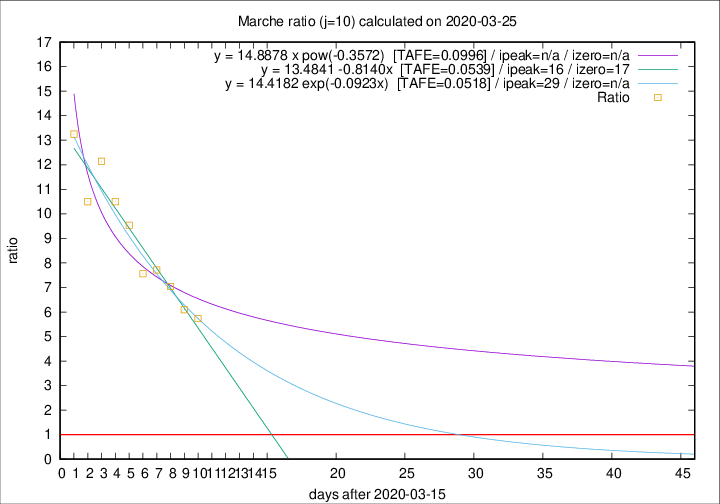 Marche ratio (j=10) calculated on 2020-03-25
y = 14.8878 x pow(-0.3572)  [TAFE=0.0996] / ipeak=n/a / izero=n/a
y = 13.4841 -0.8140x  [TAFE=0.0539] / ipeak=16 / izero=17
y = 14.4182 exp(-0.0923x)  [TAFE=0.0518] / ipeak=29 / izero=n/a
Ratio
17
16
15
14
13
12
11
10
9
8
7
6
5
4
3
2
1
0
ratio
0 1 2 3 4 5 6 7 8 9 10 11 12 13 14 15 20 25 30 35 40 45
days after 2020-03-15